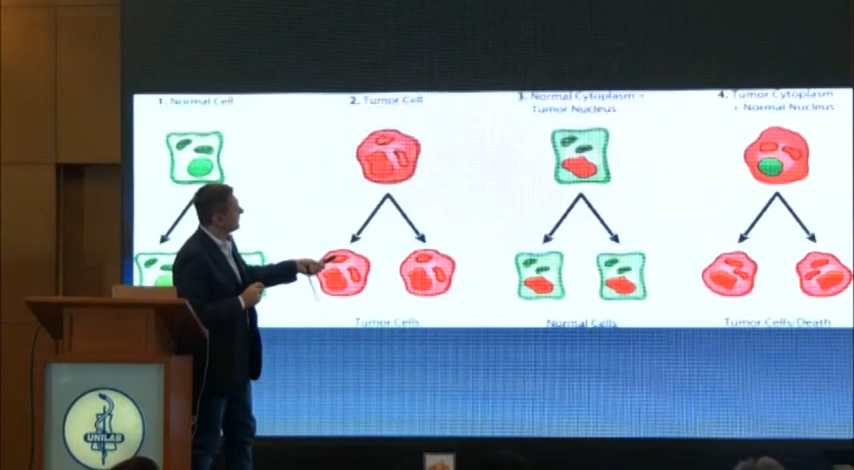 1. Normal Cell
2. Tumor Cell
3. Normal Cytoplasm +
Tumor Nucleus
4. Tumor Cytoplasm
+ Normal Nucleus
Tumor Cells
Normal Cells
Tumor Cells/Death
UNILAB